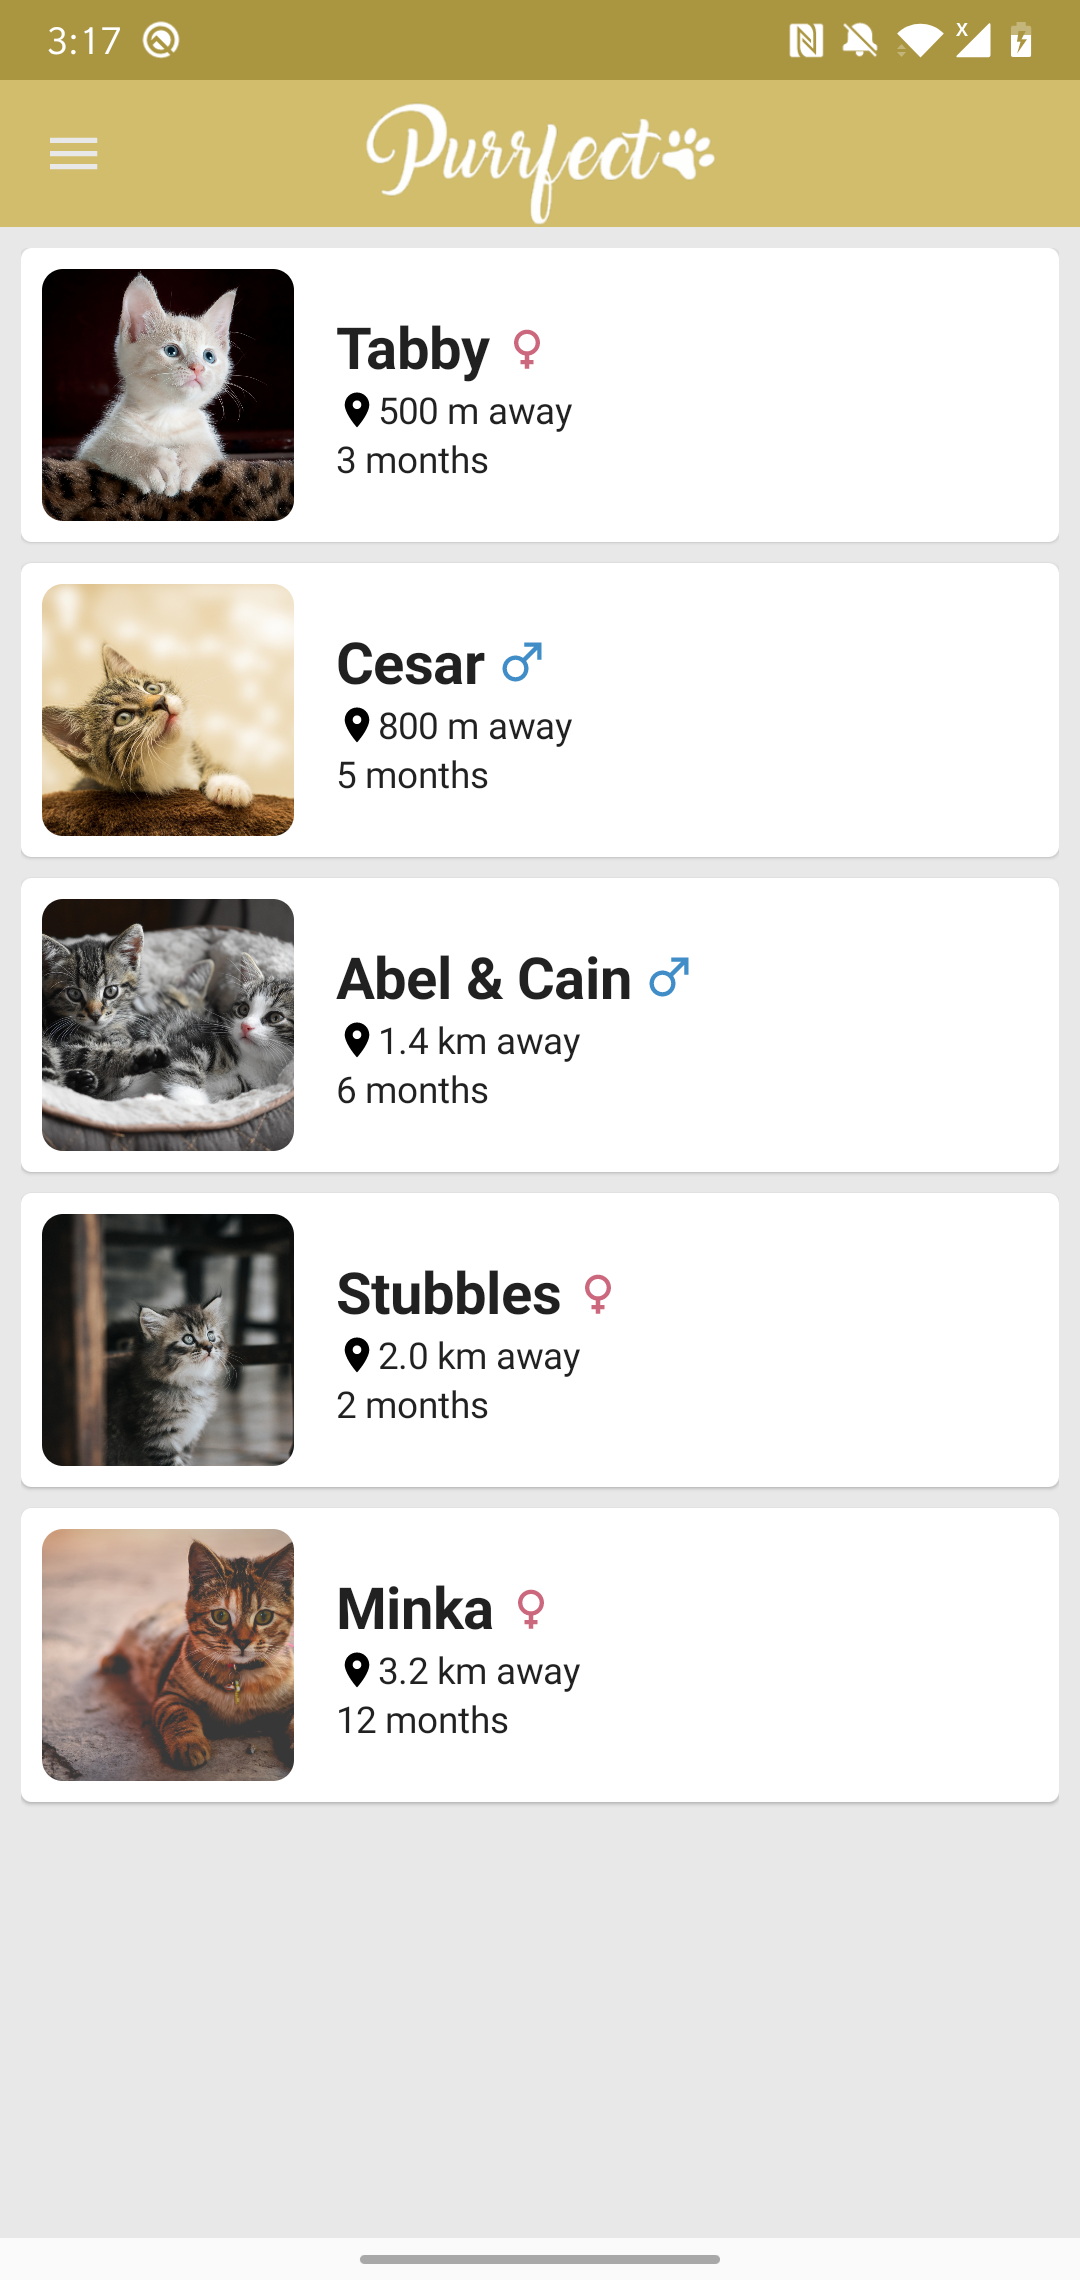 3:17
Purrfect
Tabby ♀
500 m away
3 months
Cesar ♂
800 m away
5 months
Abel & Cain ♂
1.4 km away
6 months
Stubbles ♀
2.0 km away
2 months
Minka ♀
3.2 km away
12 months